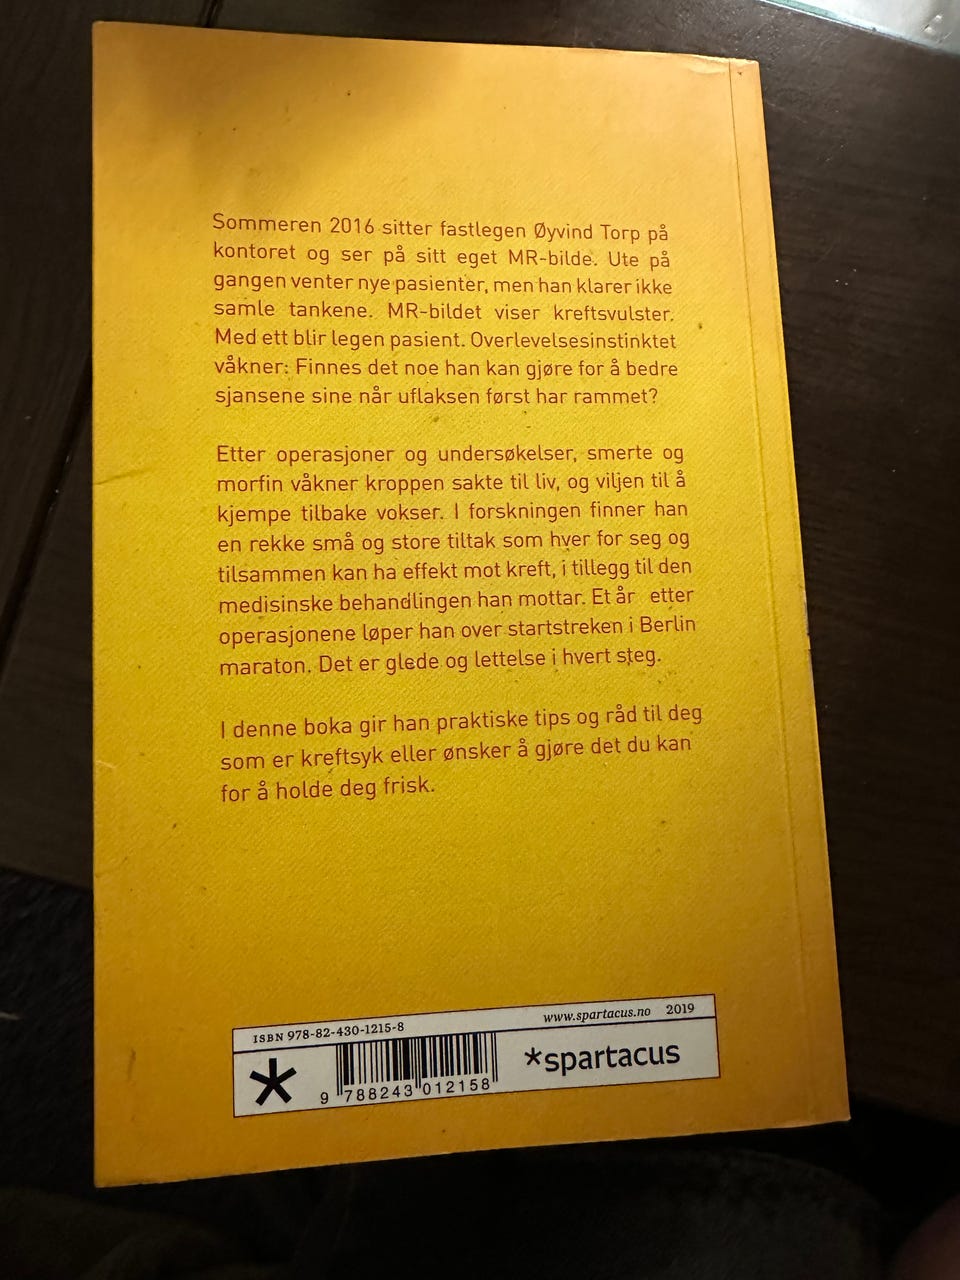 Sommeren 2016 sitter fastlegen Øyvind Torp på
kontoret og ser på sitt eget MR-bilde. Ute på
gangen venter nye pasienter, men han klarer ikke
samle tankene. MR-bildet viser kreftsvulster.
Med ett blir legen pasient. Overlevelsesinstinktet
våkner: Finnes det noe han kan gjøre for å bedre
sjansene sine når uflaksen først har rammet?
Etter operasjoner og undersøkelser, smerte og
morfin våkner kroppen sakte til liv, og viljen til å
kjempe tilbake vokser. I forskningen finner han
en rekke små og store tiltak som hver for seg og
tilsammen kan ha effekt mot kreft, i tillegg til den
medisinske behandlingen han mottar. Et år etter
operasjonene løper han over startstreken i Berlin
maraton. Det er glede og lettelse i hvert steg.
I denne boka gir han praktiske tips og råd til deg
som er kreftsyk eller ønsker å gjøre det du kan
for å holde deg frisk.
ISBN 978-82-430-1215-8 www.spartacus.no 2019
*spartacus
9 788243 012158